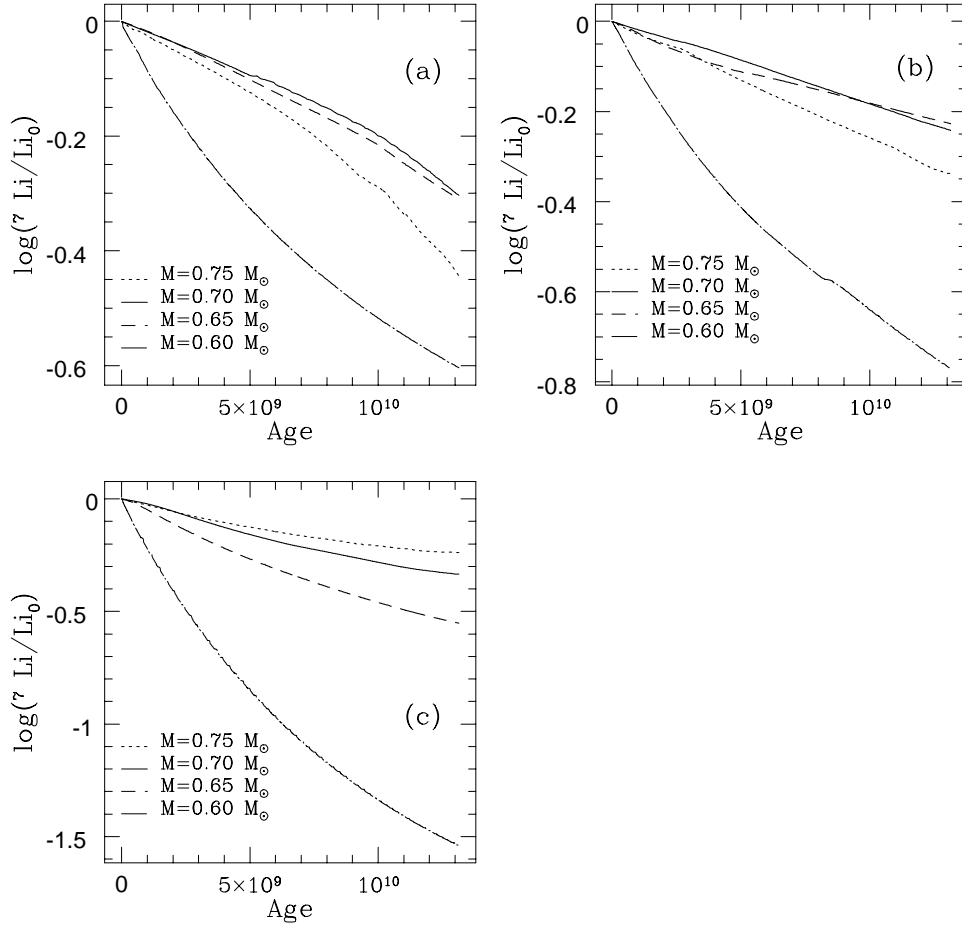 (a)
log(⁷ Li/Li₀)
0
-0.2
-0.4
-0.6
M=0.75 M☉
M=0.70 M☉
M=0.65 M☉
M=0.60 M☉
0
5×10⁹
10¹⁰
Age
(b)
log(⁷ Li/Li₀)
0
-0.2
-0.4
-0.6
-0.8
M=0.75 M☉
M=0.70 M☉
M=0.65 M☉
M=0.60 M☉
0
5×10⁹
10¹⁰
Age
(c)
log(⁷ Li/Li₀)
0
-0.5
-1
-1.5
M=0.75 M☉
M=0.70 M☉
M=0.65 M☉
M=0.60 M☉
0
5×10⁹
10¹⁰
Age